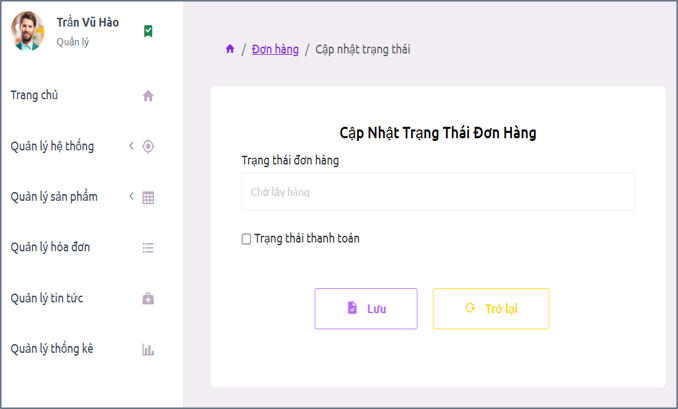 Trần Vũ Hào
Quản lý
Trang chủ
Quản lý hệ thống
Quản lý sản phẩm
Quản lý hóa đơn
Quản lý tin tức
Quản lý thống kê
/ Đơn hàng / Cập nhật trạng thái
Cập Nhật Trạng Thái Đơn Hàng
Trạng thái đơn hàng
Chờ lấy hàng
Trạng thái thanh toán
Lưu
Trở lại